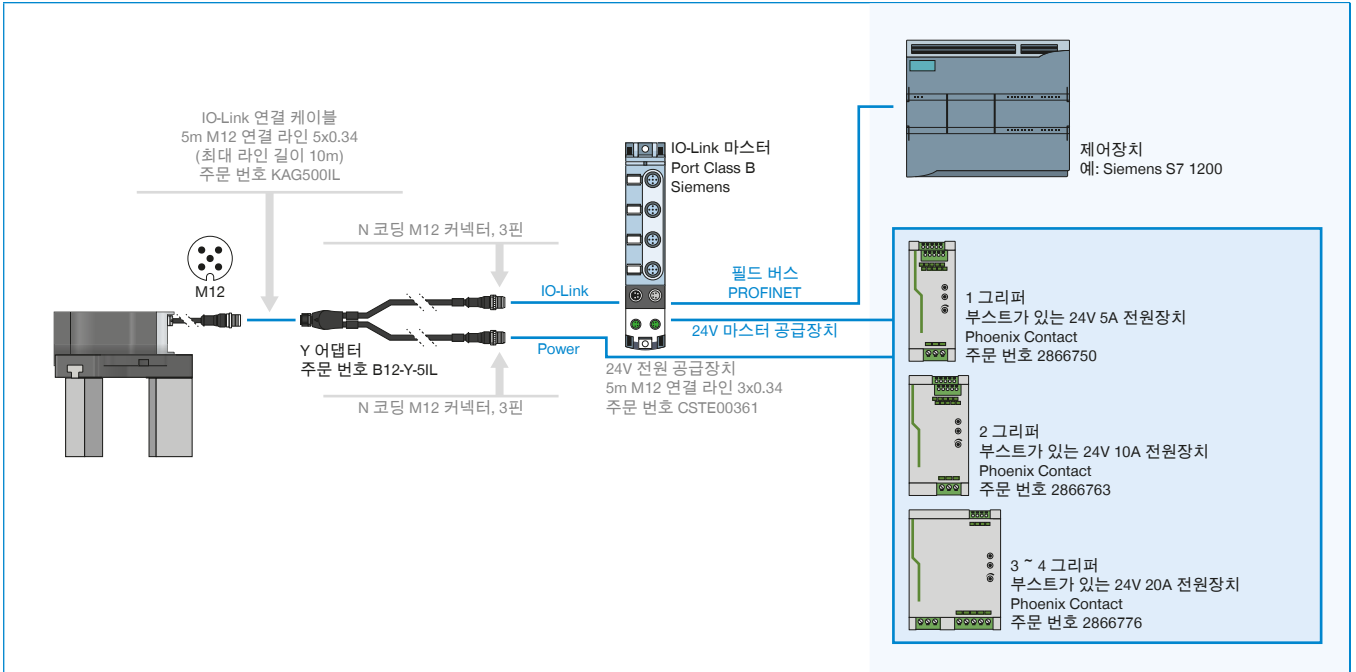 IO-Link 연결 케이블
5m M12 연결 라인 5x0.34
(최대 라인 길이 10m)
주문 번호 KAG500IL
M12
N 코딩 M12 커넥터, 3핀
Y 어댑터
주문 번호 B12-Y-5IL
N 코딩 M12 커넥터, 3핀
IO-Link
Power
IO-Link 마스터
Port Class B
Siemens
필드 버스
PROFINET
24V 마스터 공급장치
24V 전원 공급장치
5m M12 연결 라인 3x0.34
주문 번호 CSTE00361
제어장치
예: Siemens S7 1200
1 그리퍼
부스트가 있는 24V 5A 전원장치
Phoenix Contact
주문 번호 2866750
2 그리퍼
부스트가 있는 24V 10A 전원장치
Phoenix Contact
주문 번호 2866763
3 ~ 4 그리퍼
부스트가 있는 24V 20A 전원장치
Phoenix Contact
주문 번호 2866776